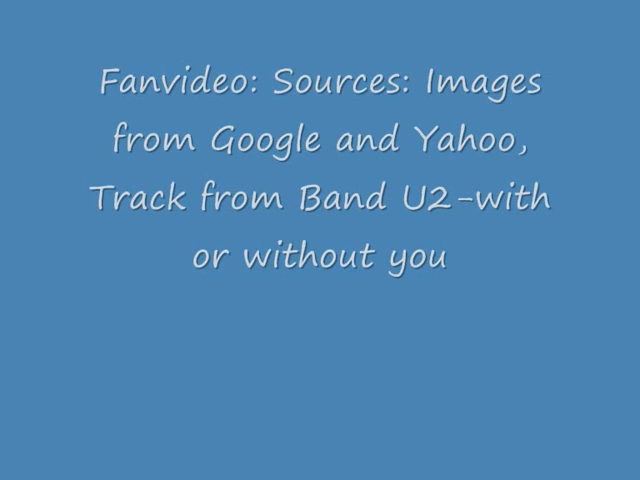 Fanvideo: Sources: Images
from Google and Yahoo,
Track from Band U2-with
or without you